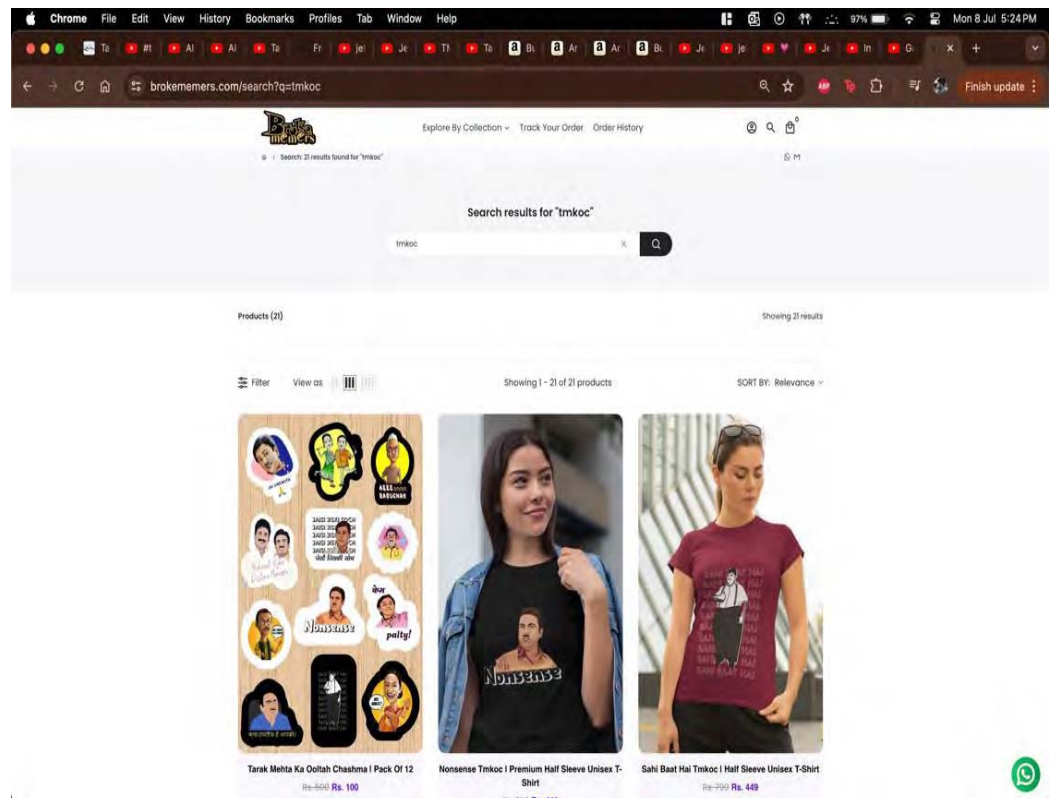 Chrome File Edit View History Bookmarks Profiles Tab Window Help
97% Mon 8 Jul 5:24 PM
brokememers.com/search?q=tmkoc
Finish update
Broke memers
Explore By Collection Track Your Order Order History
0
Search: 21 results found for "tmkoc"
Search results for "tmkoc"
tmkoc
Products (21)
Showing 21 results
Filter View as Showing 1 - 21 of 21 products SORT BY: Relevance
Nonsense
palty!
Nonsense
Tarak Mehta Ka Ooltah Chashma | Pack Of 12
Rs. 500 Rs. 100
Nonsense Tmkoc | Premium Half Sleeve Unisex T-
Shirt
Sahi Baat Hai Tmkoc | Half Sleeve Unisex T-Shirt
Rs. 799 Rs. 449